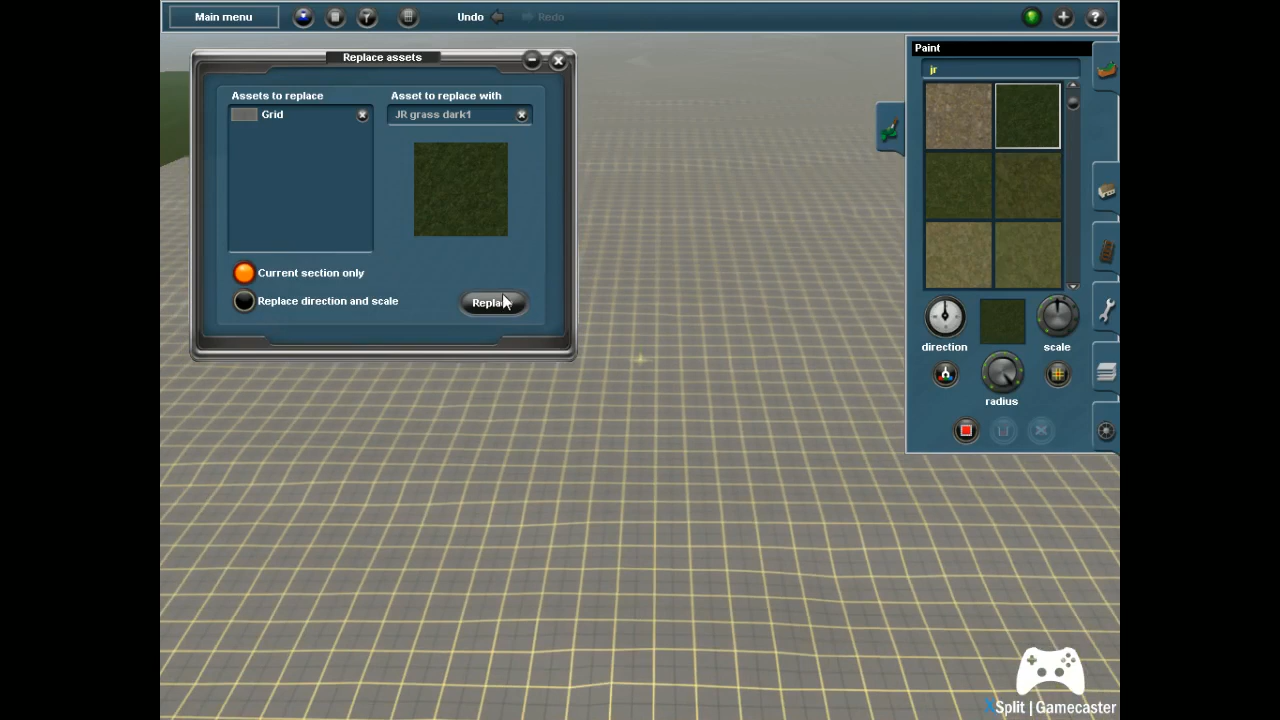 Main menu
Undo
Redo
Replace assets
Assets to replace
Asset to replace with
Grid
JR grass dark1
Current section only
Replace direction and scale
Replace
Paint
jr
direction
scale
radius
XSplit | Gamecaster